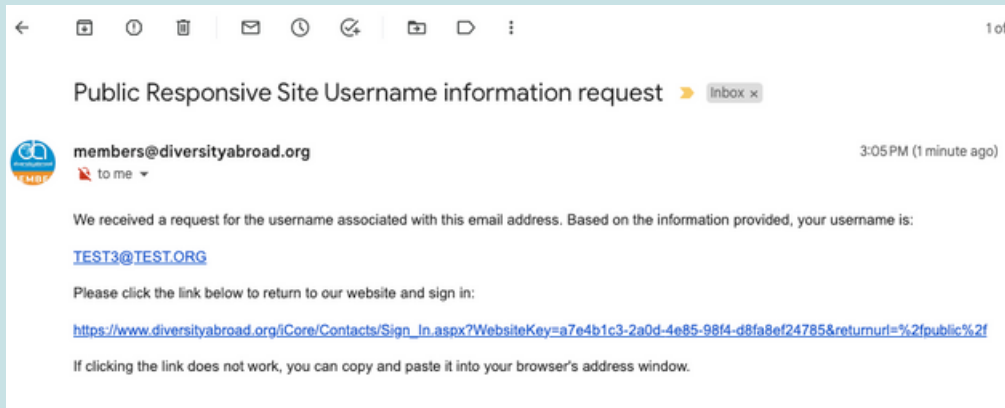 1 of
Public Responsive Site Username information request Inbox ×
members@diversityabroad.org 3:05 PM (1 minute ago)
to me
We received a request for the username associated with this email address. Based on the information provided, your username is:
TEST3@TEST.ORG
Please click the link below to return to our website and sign in:
https://www.diversityabroad.org/iCore/Contacts/Sign_In.aspx?WebsiteKey=a7e4b1c3-2a0d-4e85-98f4-d8fa8ef24785&returnurl=%2fpublic%2f
If clicking the link does not work, you can copy and paste it into your browser's address window.